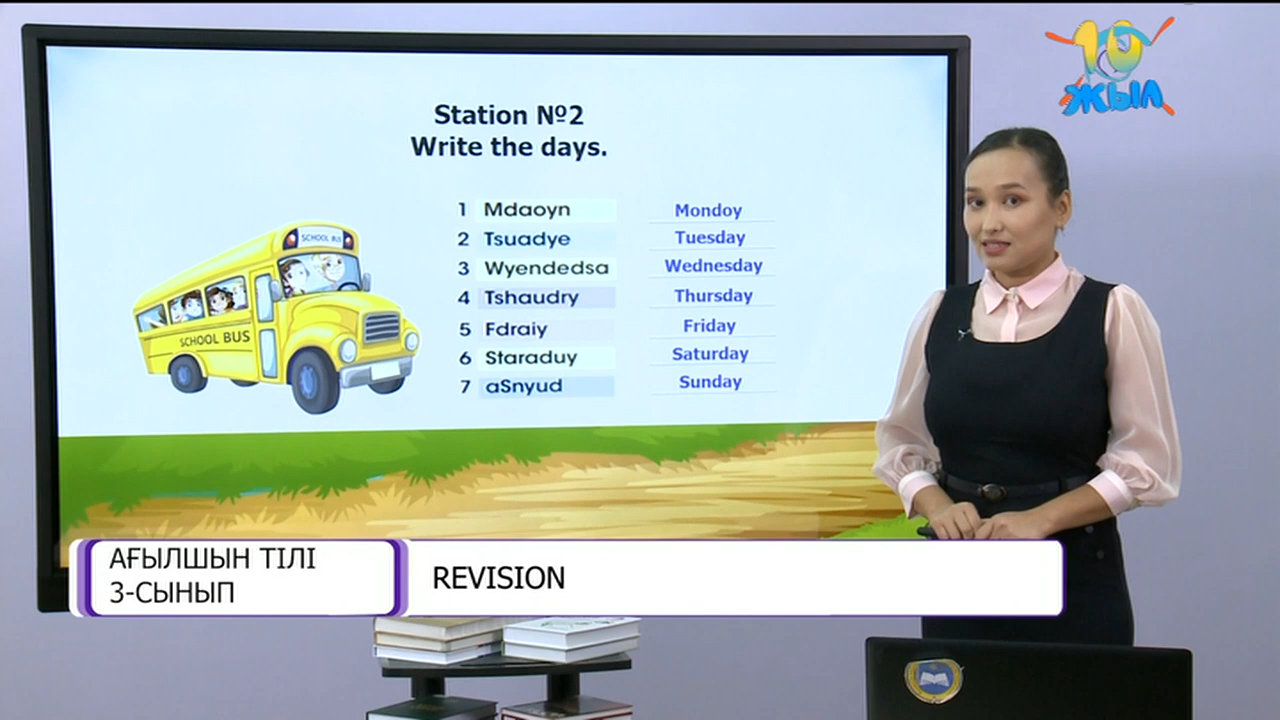 10
ЖЫЛ
Station №2
Write the days.
1 Mdaoyn Mondoy
2 Tsuadye Tuesday
3 Wyendedsa Wednesday
4 Tshaudry Thursday
5 Fdraiy Friday
6 Staraduy Saturday
7 aSnyud Sunday
SCHOOL BUS
SCHOOL BUS
АҒЫЛШЫН ТІЛІ
3-СЫНЫП
REVISION